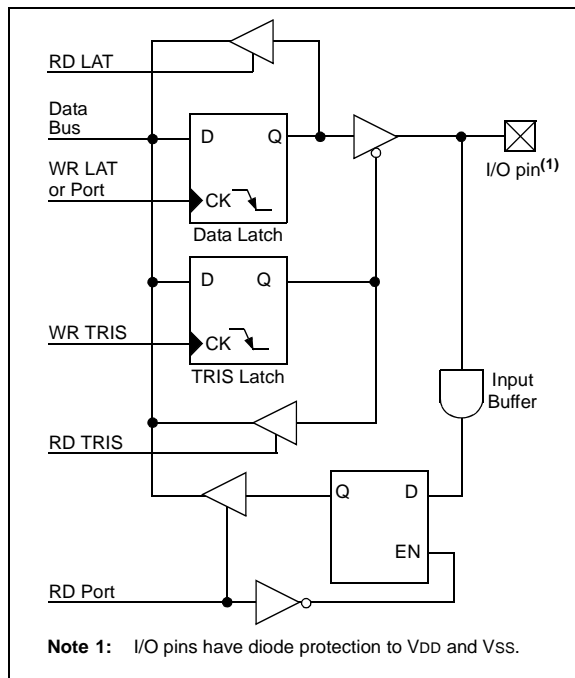 RD LAT
Data
Bus
D Q
I/O pin(1)
WR LAT
or Port
CK
Data Latch
D Q
WR TRIS
CK
TRIS Latch
Input
Buffer
RD TRIS
Q D
EN
RD Port
Note 1: I/O pins have diode protection to VDD and VSS.